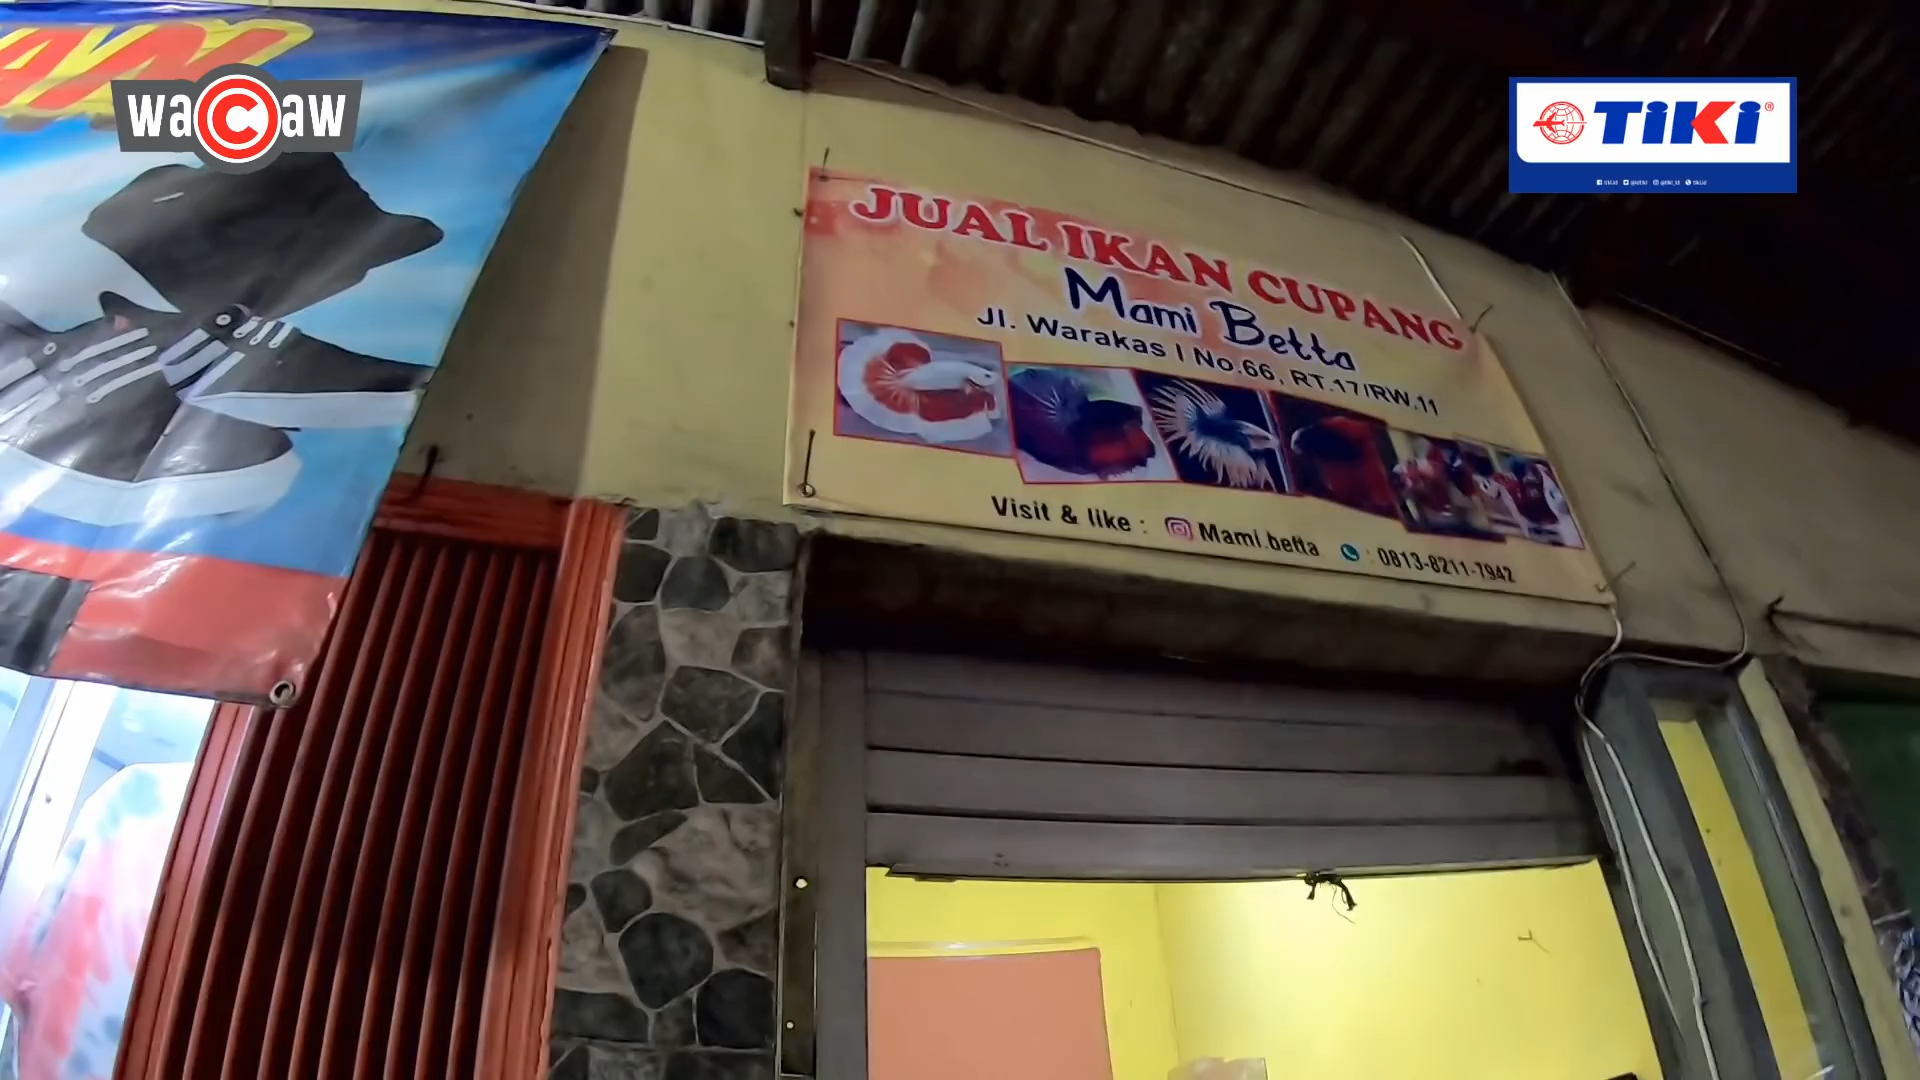 waCaw
TiKi
JUAL IKAN CUPANG
Mami Betta
Jl. Warakas I No.66, RT.17/RW.11
Visit & like : Mami.betta : 0813-8211-7942